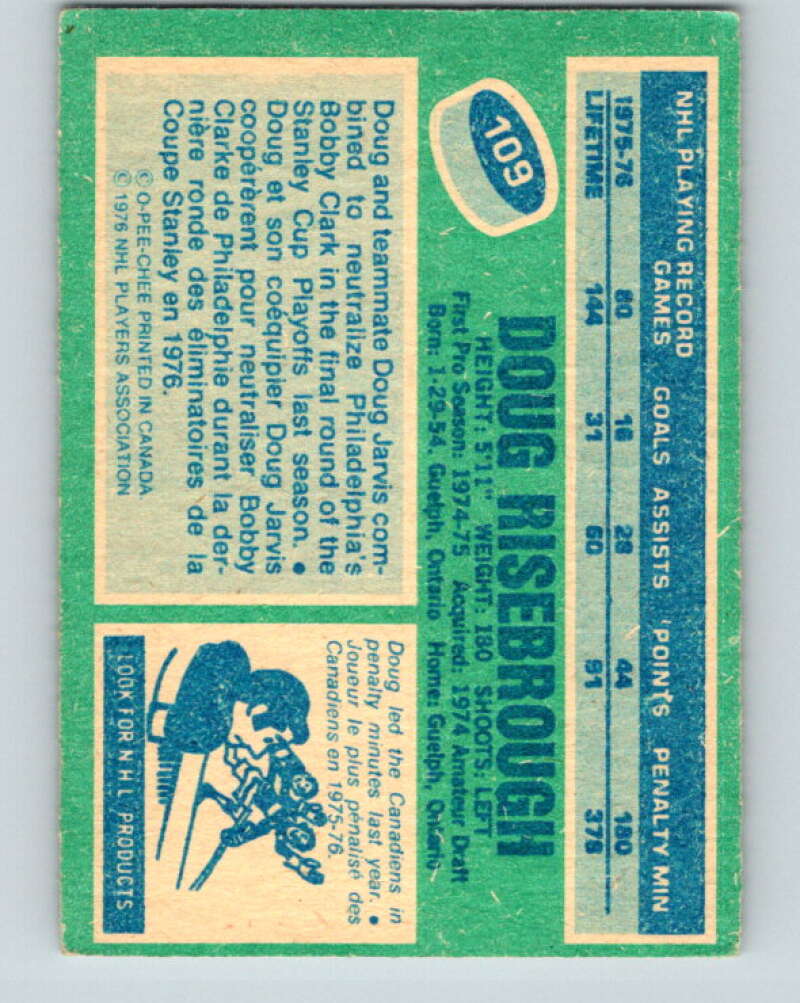 NHL PLAYING RECORD
GAMES GOALS ASSISTS POINTS PENALTY MIN
1975-76 80 16 28 44 180
LIFETIME 144 31 60 91 378
109
DOUG RISEBROUGH
HEIGHT: 5'11" WEIGHT: 180 SHOOTS: LEFT
First Pro Season: 1974-75 Acquired: 1974 Amateur Draft
Born: 1-29-54, Guelph, Ontario Home: Guelph, Ontario
Doug and teammate Doug Jarvis com-
bined to neutralize Philadelphia's
Bobby Clark in the final round of the
Stanley Cup Playoffs last season. •
Doug et son coéquipier Doug Jarvis
coopérèrent pour neutraliser Bobby
Clarke de Philadelphie durant la der-
nière ronde des éliminatoires de la
Coupe Stanley en 1976.
© O-PEE-CHEE PRINTED IN CANADA
© 1976 NHL PLAYERS ASSOCIATION
Doug led the Canadiens in
penalty minutes last year. •
Joueur le plus pénalisé des
Canadiens en 1975-76.
LOOK FOR NHL PRODUCTS